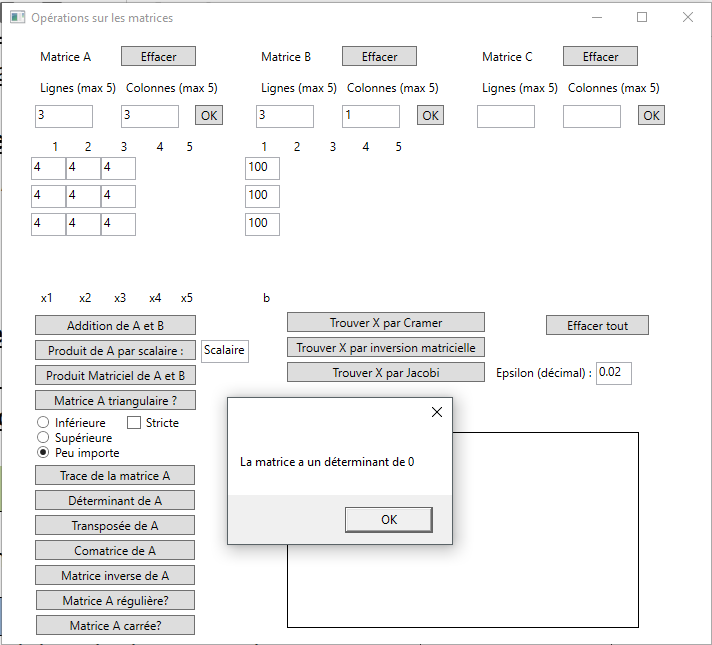 Opérations sur les matrices
Matrice A Effacer Matrice B Effacer Matrice C Effacer
Lignes (max 5) Colonnes (max 5) Lignes (max 5) Colonnes (max 5) Lignes (max 5) Colonnes (max 5)
3 3 OK 3 1 OK OK
1 2 3 4 5 1 2 3 4 5
4 4 4 100
4 4 4 100
4 4 4 100
x1 x2 x3 x4 x5 b
Addition de A et B Trouver X par Cramer Effacer tout
Produit de A par scalaire : Scalaire Trouver X par inversion matricielle
Produit Matriciel de A et B Trouver X par Jacobi Epsilon (décimal) : 0.02
Matrice A triangulaire ?
Inférieure Stricte
Supérieure
Peu importe
La matrice a un déterminant de 0
OK
Trace de la matrice A
Déterminant de A
Transposée de A
Comatrice de A
Matrice inverse de A
Matrice A régulière?
Matrice A carrée?